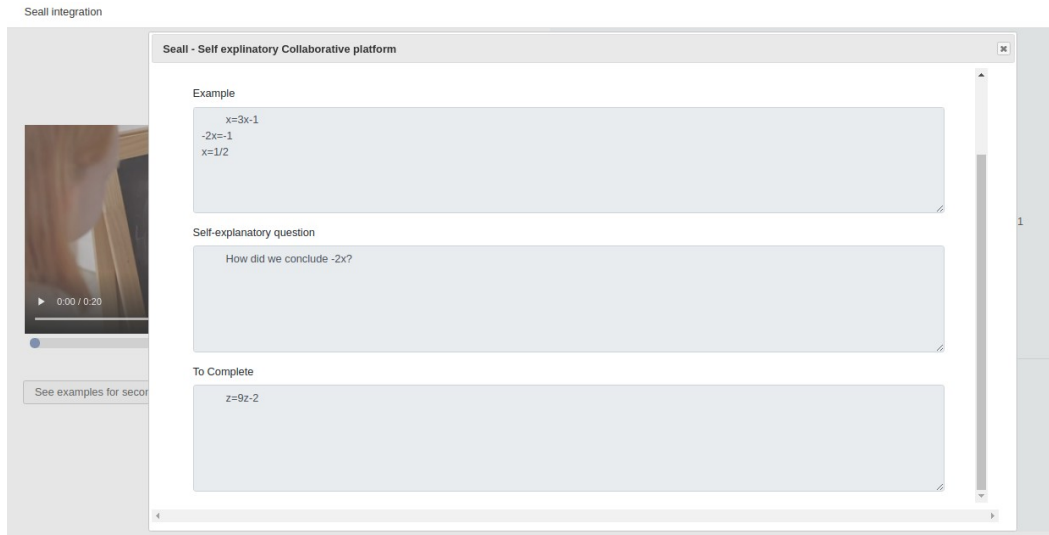 Seall integration
Seall - Self explinatory Collaborative platform
Example
x=3x-1
-2x=-1
x=1/2
Self-explanatory question
How did we conclude -2x?
1
0:00 / 0:20
To Complete
See examples for secor
z=9z-2